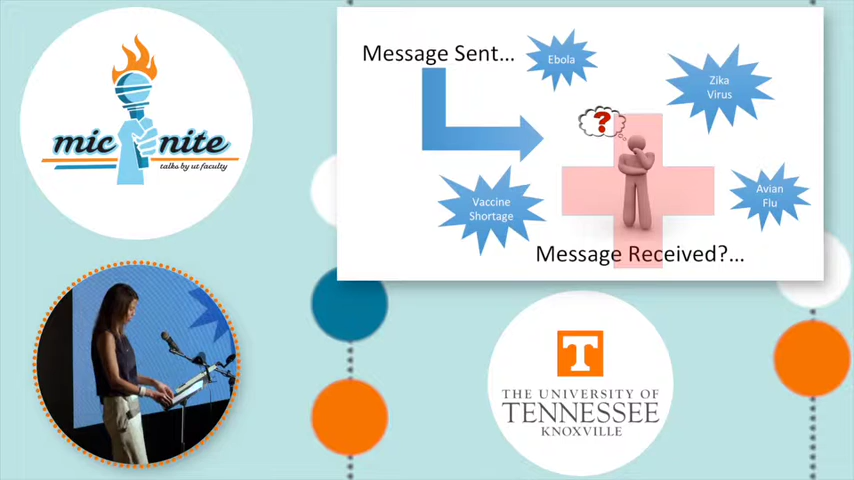 mic nite
talks by ut faculty
Message Sent...
Ebola
Zika
Virus
?
Vaccine
Shortage
Avian
Flu
Message Received?...
T
THE UNIVERSITY OF
TENNESSEE
KNOXVILLE